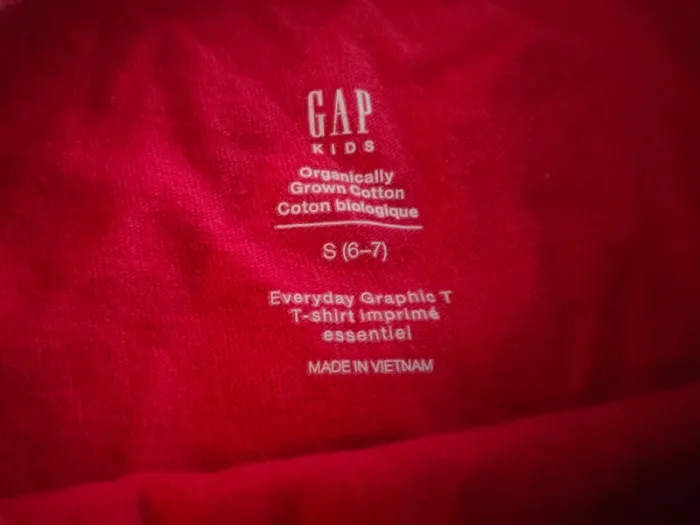 GAP
KIDS
Organically
Grown Cotton
Coton biologique
S (6–7)
Everyday Graphic T
T-shirt imprimé
essentiel
MADE IN VIETNAM